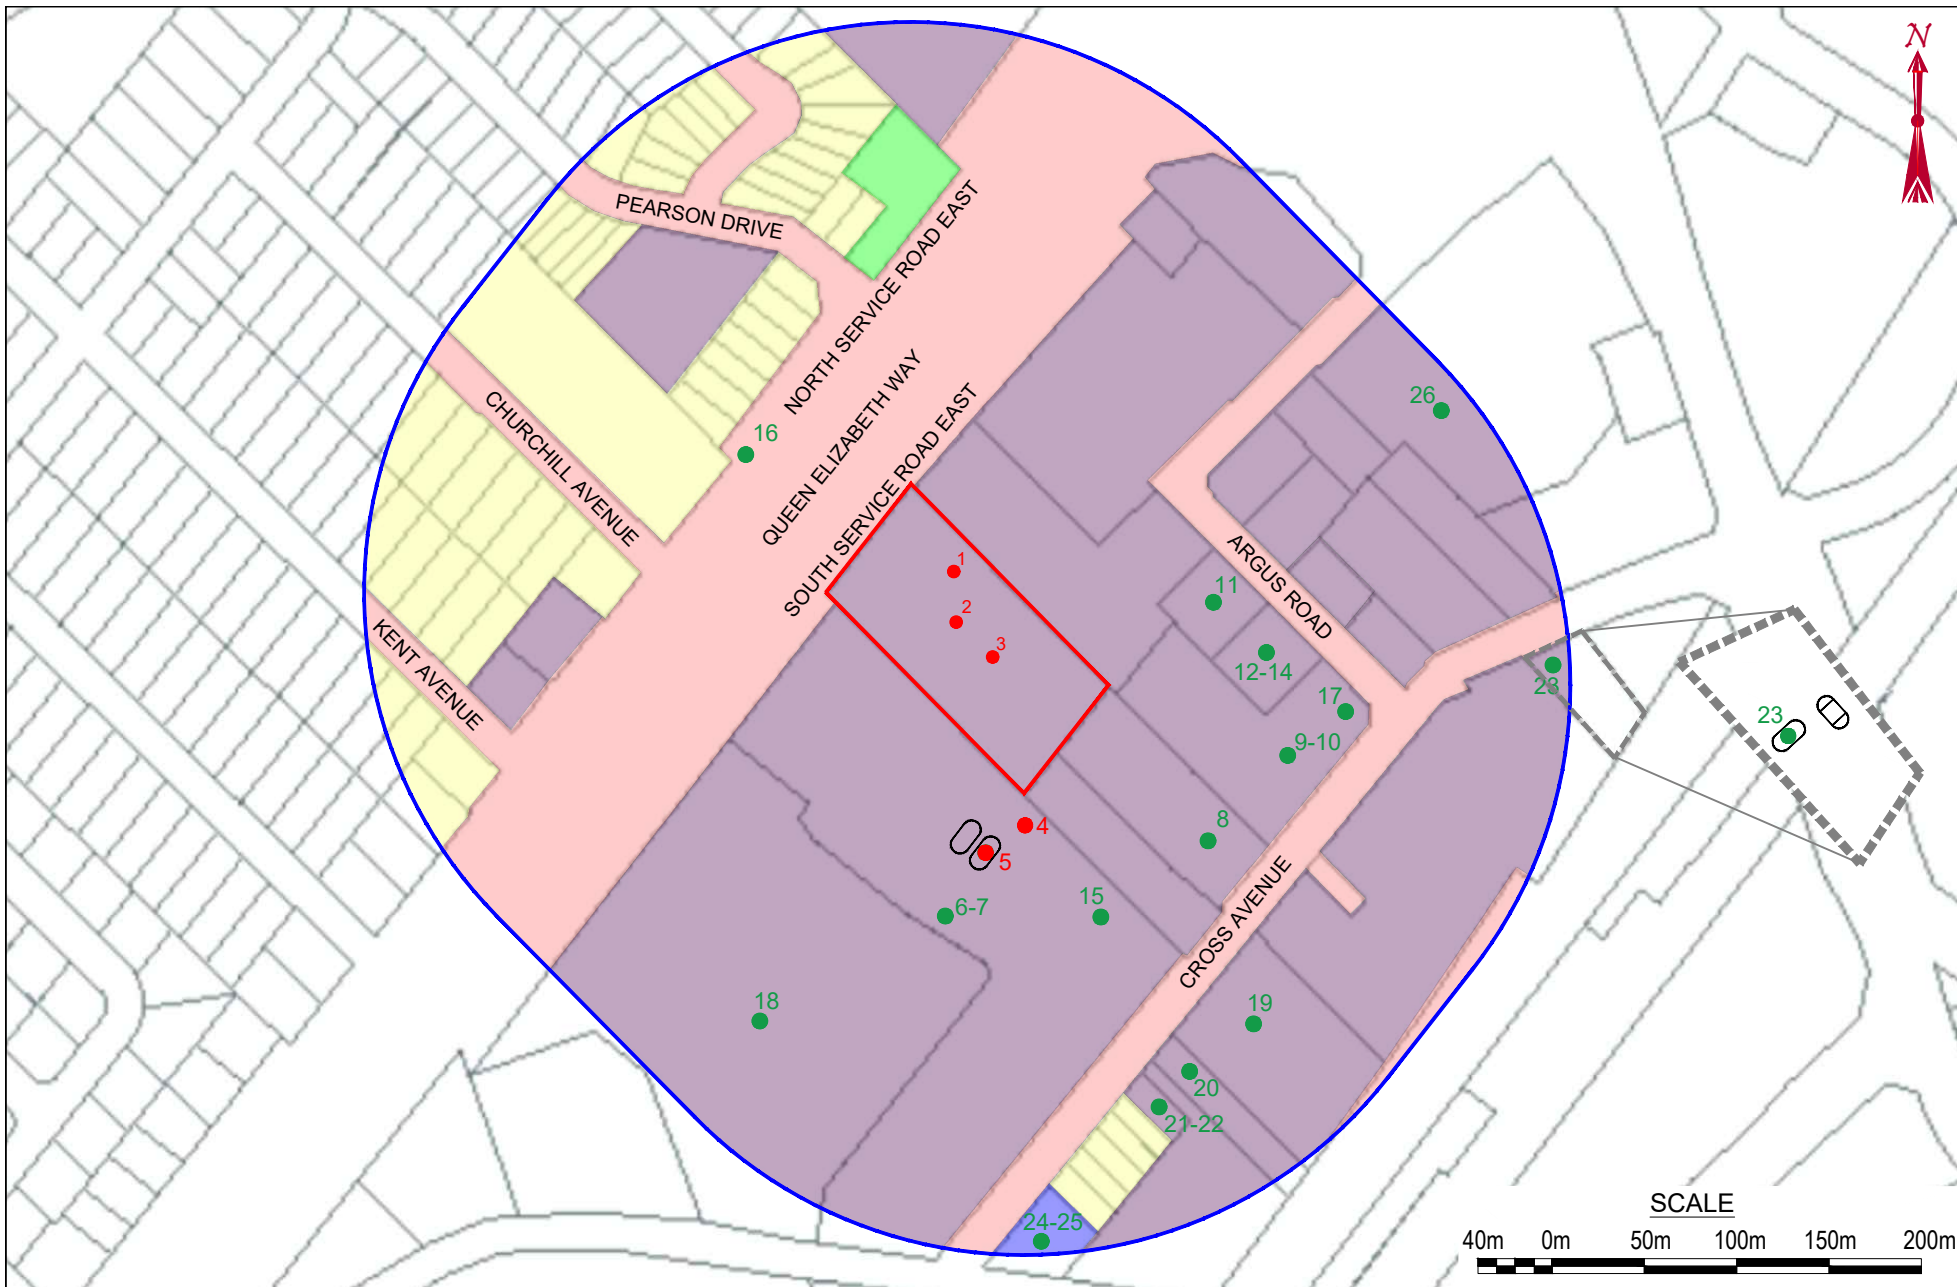 N
PEARSON DRIVE
NORTH SERVICE ROAD EAST
QUEEN ELIZABETH WAY
SOUTH SERVICE ROAD EAST
CHURCHILL AVENUE
KENT AVENUE
ARGUS ROAD
CROSS AVENUE
16
26
1
2
3
11
12-14
17
9-10
23
23
8
4
5
6-7
15
18
19
20
21-22
24-25
SCALE
40m 0m 50m 100m 150m 200m